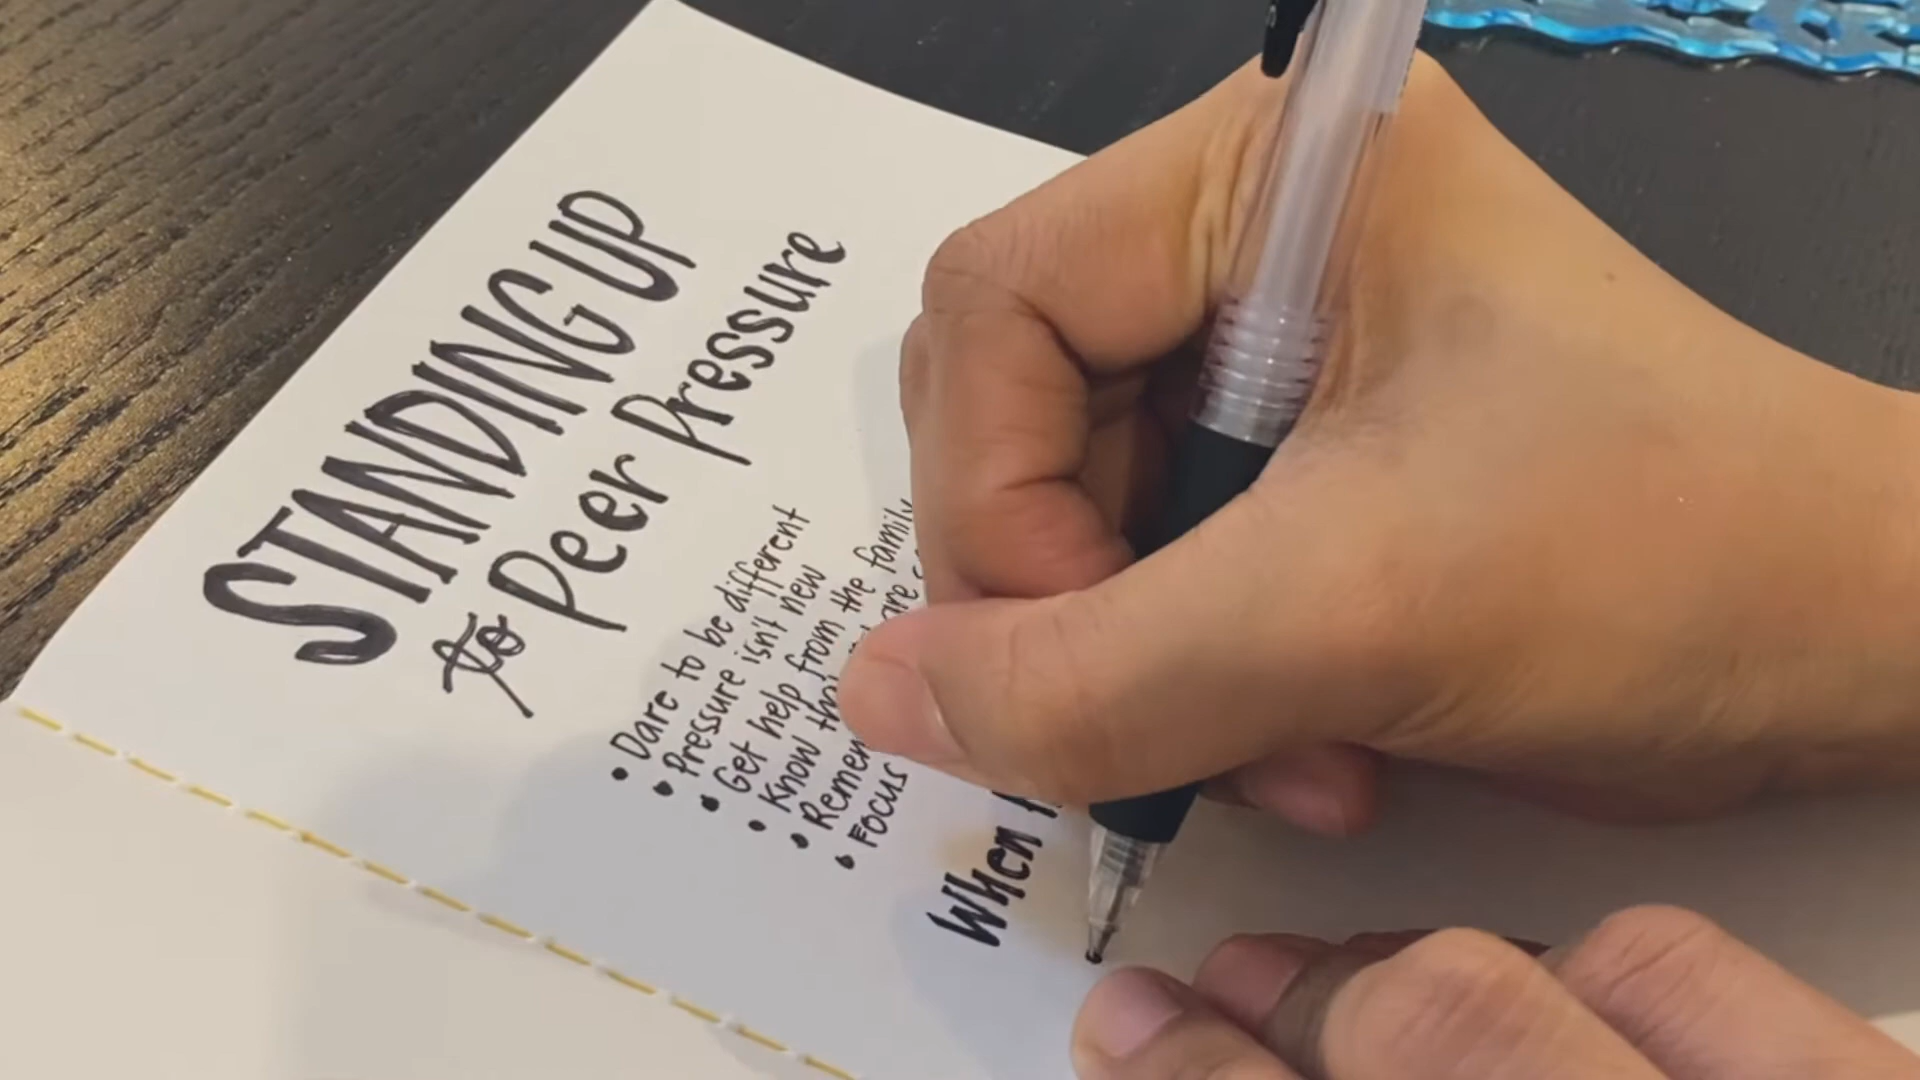 STANDING UP
to Peer Pressure
• Dare to be different
• Pressure isn't new
• Get help from the family
• Know are
•
• Focus
When